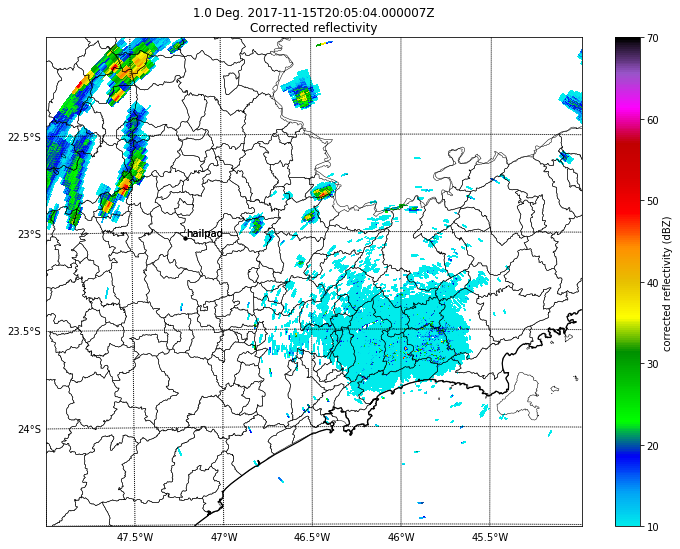 1.0 Deg. 2017-11-15T20:05:04.000007Z
Corrected reflectivity
22.5°S
23°S
23.5°S
24°S
hailpad
47.5°W
47°W
46.5°W
46°W
45.5°W
70
60
50
40
30
20
10
corrected reflectivity (dBZ)